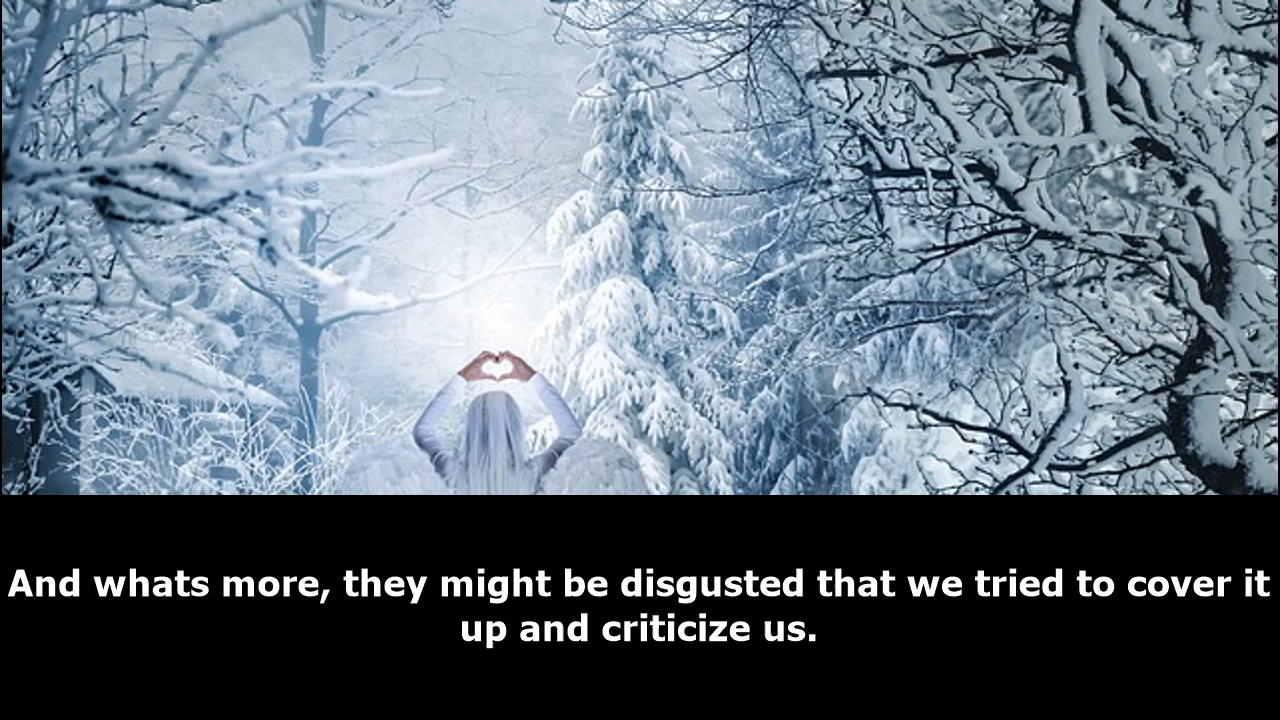 And whats more, they might be disgusted that we tried to cover it
up and criticize us.